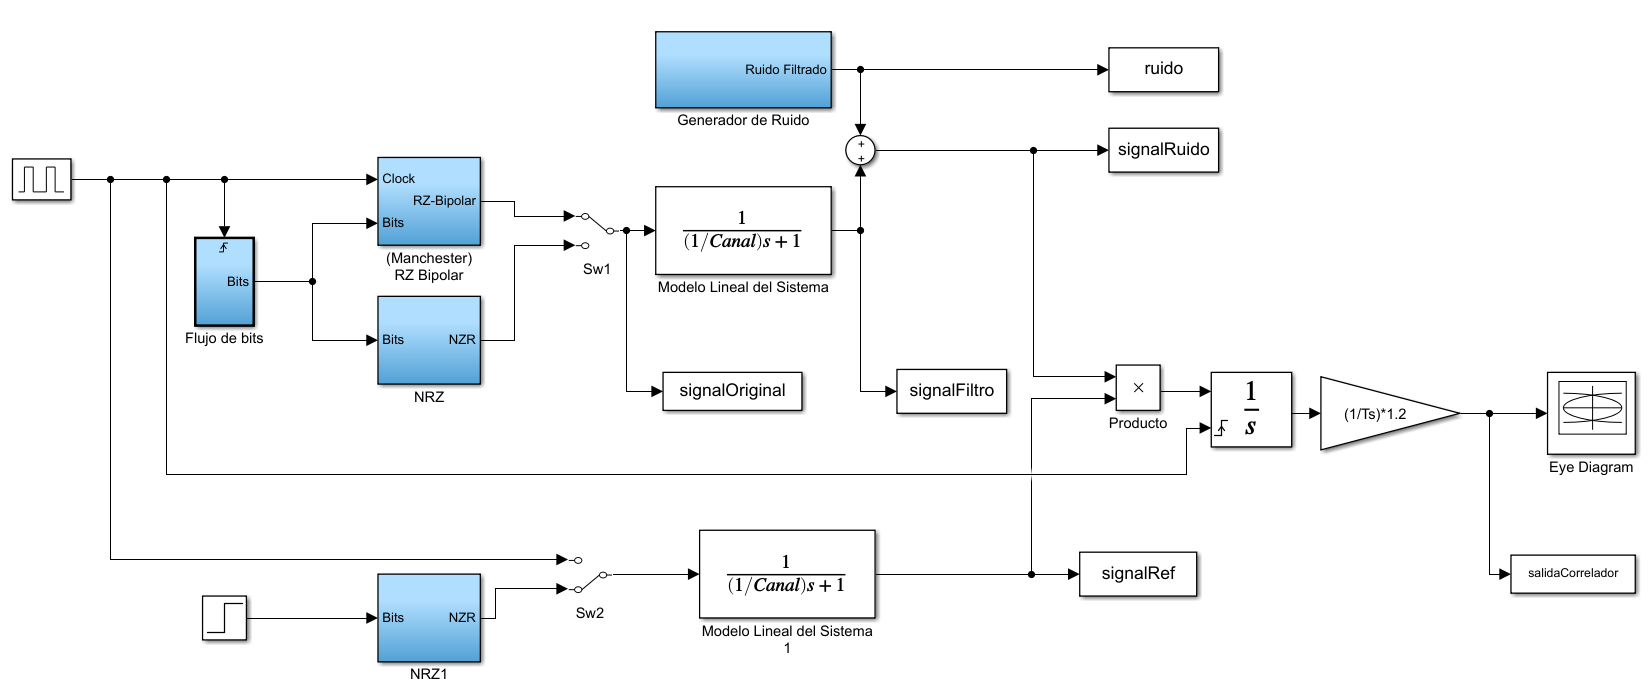 Ruido Filtrado
Generador de Ruido
ruido
+
+
signalRuido
Clock
RZ-Bipolar
Bits
(Manchester)
RZ Bipolar
Sw1
1
(1/Canal)s + 1
Modelo Lineal del Sistema
Bits
Flujo de bits
Bits
NZR
NRZ
signalOriginal
signalFiltro
×
Producto
1
s
(1/Ts)*1.2
Eye Diagram
Sw2
1
(1/Canal)s + 1
Modelo Lineal del Sistema
1
signalRef
salidaCorrelador
Bits
NZR
NRZ1